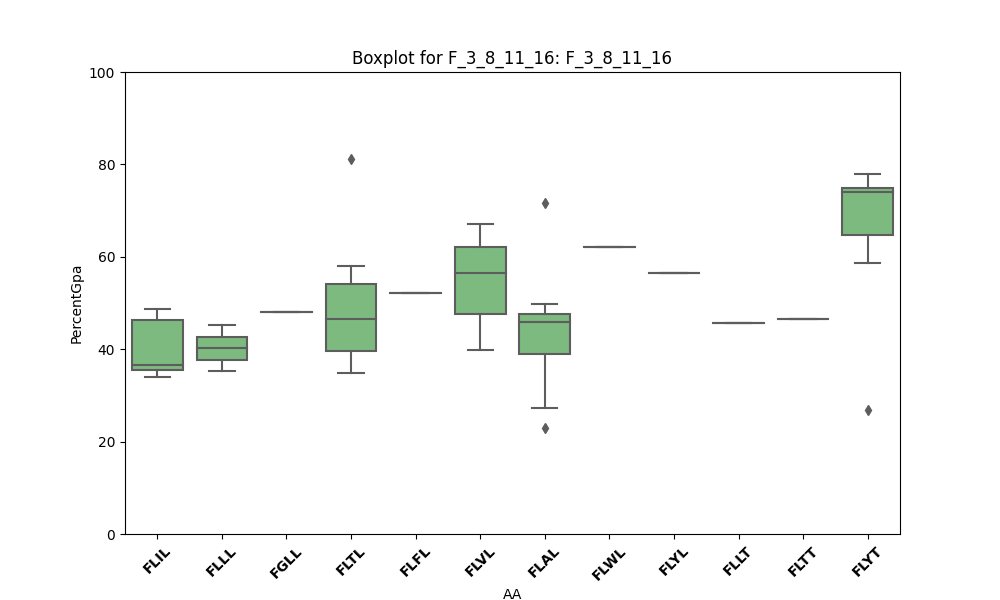 Boxplot for F_3_8_11_16: F_3_8_11_16
100
80
60
40
20
0
PercentGpa
FLIL FLLL FGLL FLTL FLFL FLVL FLAL FLWL FLYL FLLT FLTT FLYT
AA